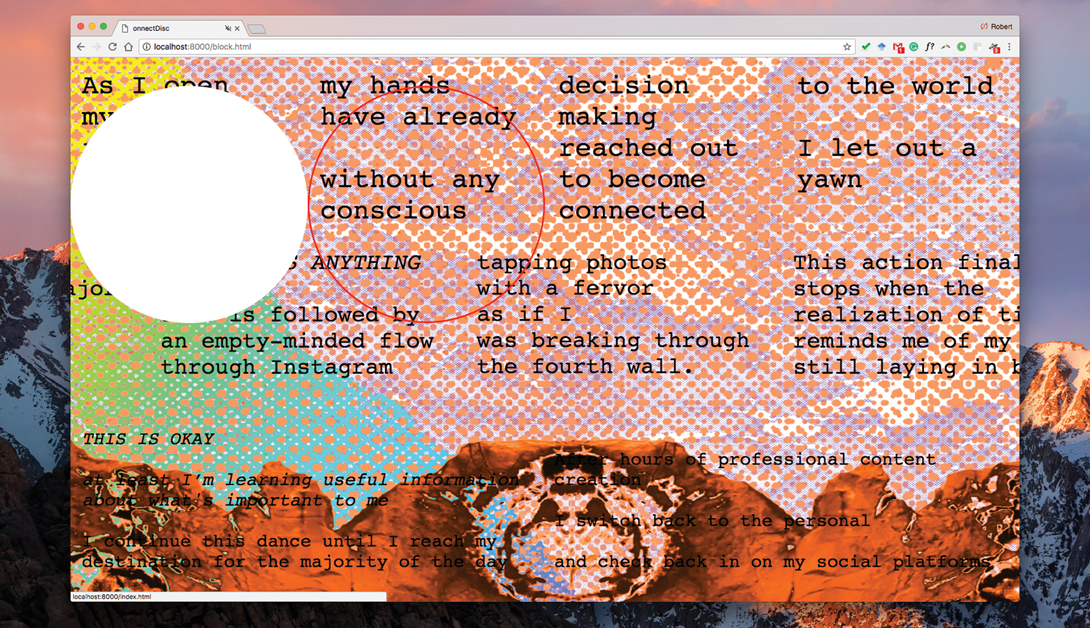 onnectDisc
Robert
localhost:8000/block.html
As I open
my
my hands
have already
without any
conscious
decision
making
reached out
to become
connected
to the world
I let out a
yawn
S ANYTHING
ajor
is followed by
an empty-minded flow
through Instagram
tapping photos
with a fervor
as if I
was breaking through
the fourth wall.
This action final
stops when the
realization of ti
reminds me of my
still laying in b
THIS IS OKAY
at least I'm learning useful information
about what's important to me
I continue this dance until I reach my
destination for the majority of the day
After hours of professional content
creation
I switch back to the personal
and check back in on my social platforms
localhost:8000/index.html